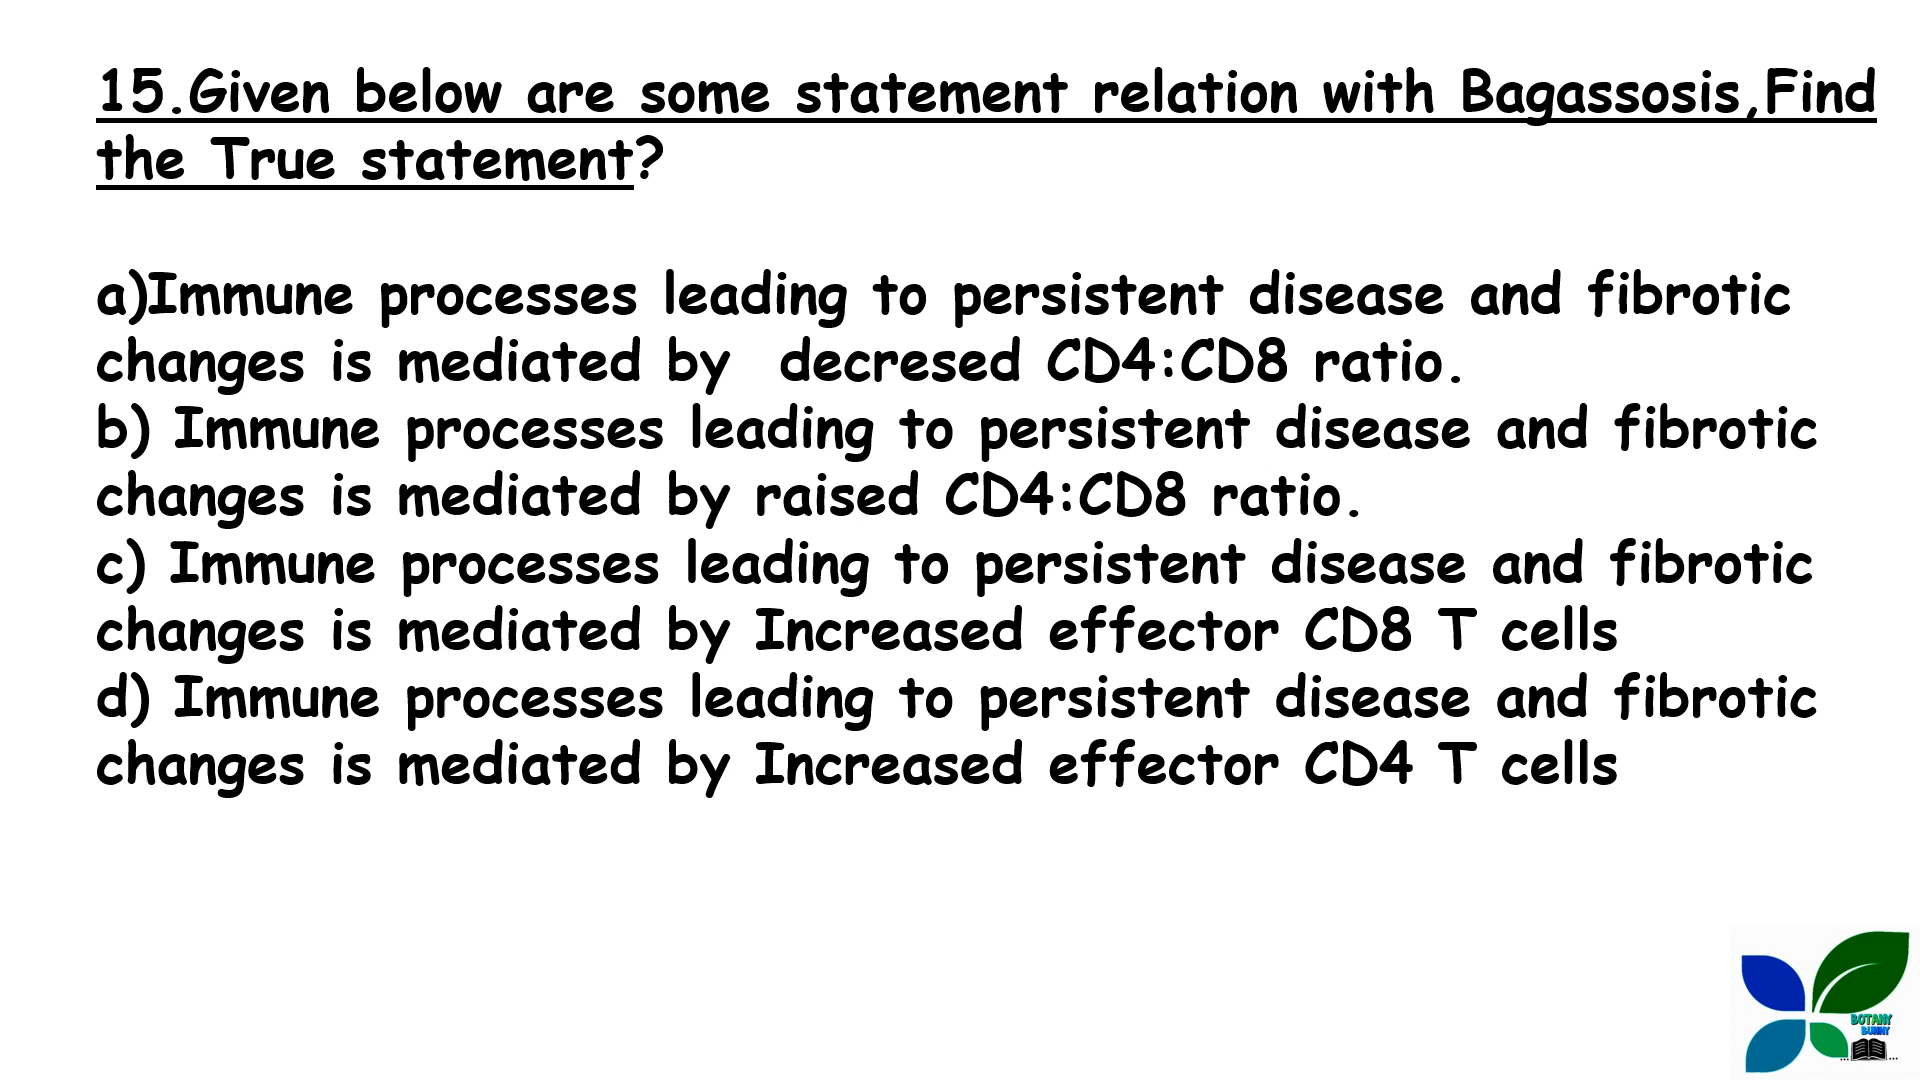 15.Given below are some statement relation with Bagassosis,Find
the True statement?
a)Immune processes leading to persistent disease and fibrotic
changes is mediated by decresed CD4:CD8 ratio.
b) Immune processes leading to persistent disease and fibrotic
changes is mediated by raised CD4:CD8 ratio.
c) Immune processes leading to persistent disease and fibrotic
changes is mediated by Increased effector CD8 T cells
d) Immune processes leading to persistent disease and fibrotic
changes is mediated by Increased effector CD4 T cells
BOTANY
BUNNY